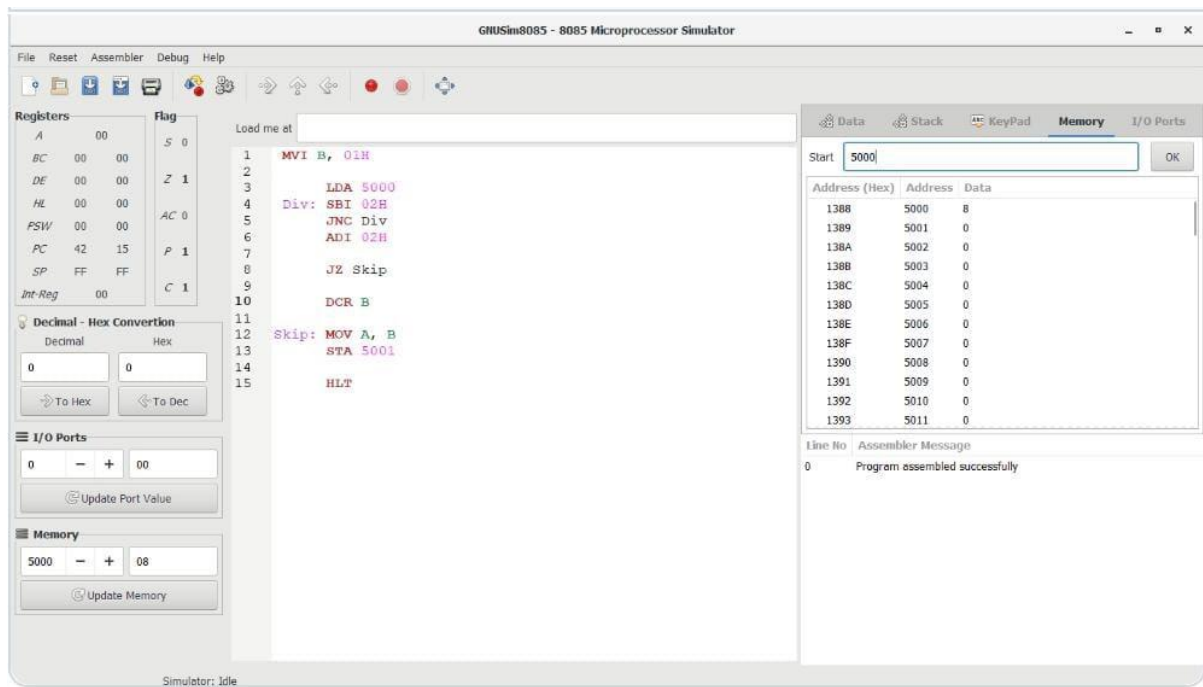 GNUSim8085 - 8085 Microprocessor Simulator
File Reset Assembler Debug Help
Registers
A 00
BC 00 00
DE 00 00
HL 00 00
PSW 00 00
PC 42 15
SP FF FF
Int-Reg 00
Flag
S 0
Z 1
AC 0
P 1
C 1
Decimal - Hex Convertion
Decimal Hex
0 0
To Hex To Dec
I/O Ports
0 − + 00
Update Port Value
Memory
5000 − + 08
Update Memory
Load me at
1 MVI B, 01H
2
3 LDA 5000
4 Div: SBI 02H
5 JNC Div
6 ADI 02H
7
8 JZ Skip
9
10 DCR B
11
12 Skip: MOV A, B
13 STA 5001
14
15 HLT
Data Stack KeyPad Memory I/O Ports
Start 5000 OK
Address (Hex) Address Data
1388 5000 8
1389 5001 0
138A 5002 0
138B 5003 0
138C 5004 0
138D 5005 0
138E 5006 0
138F 5007 0
1390 5008 0
1391 5009 0
1392 5010 0
1393 5011 0
Line No Assembler Message
0 Program assembled successfully
Simulator: Idle